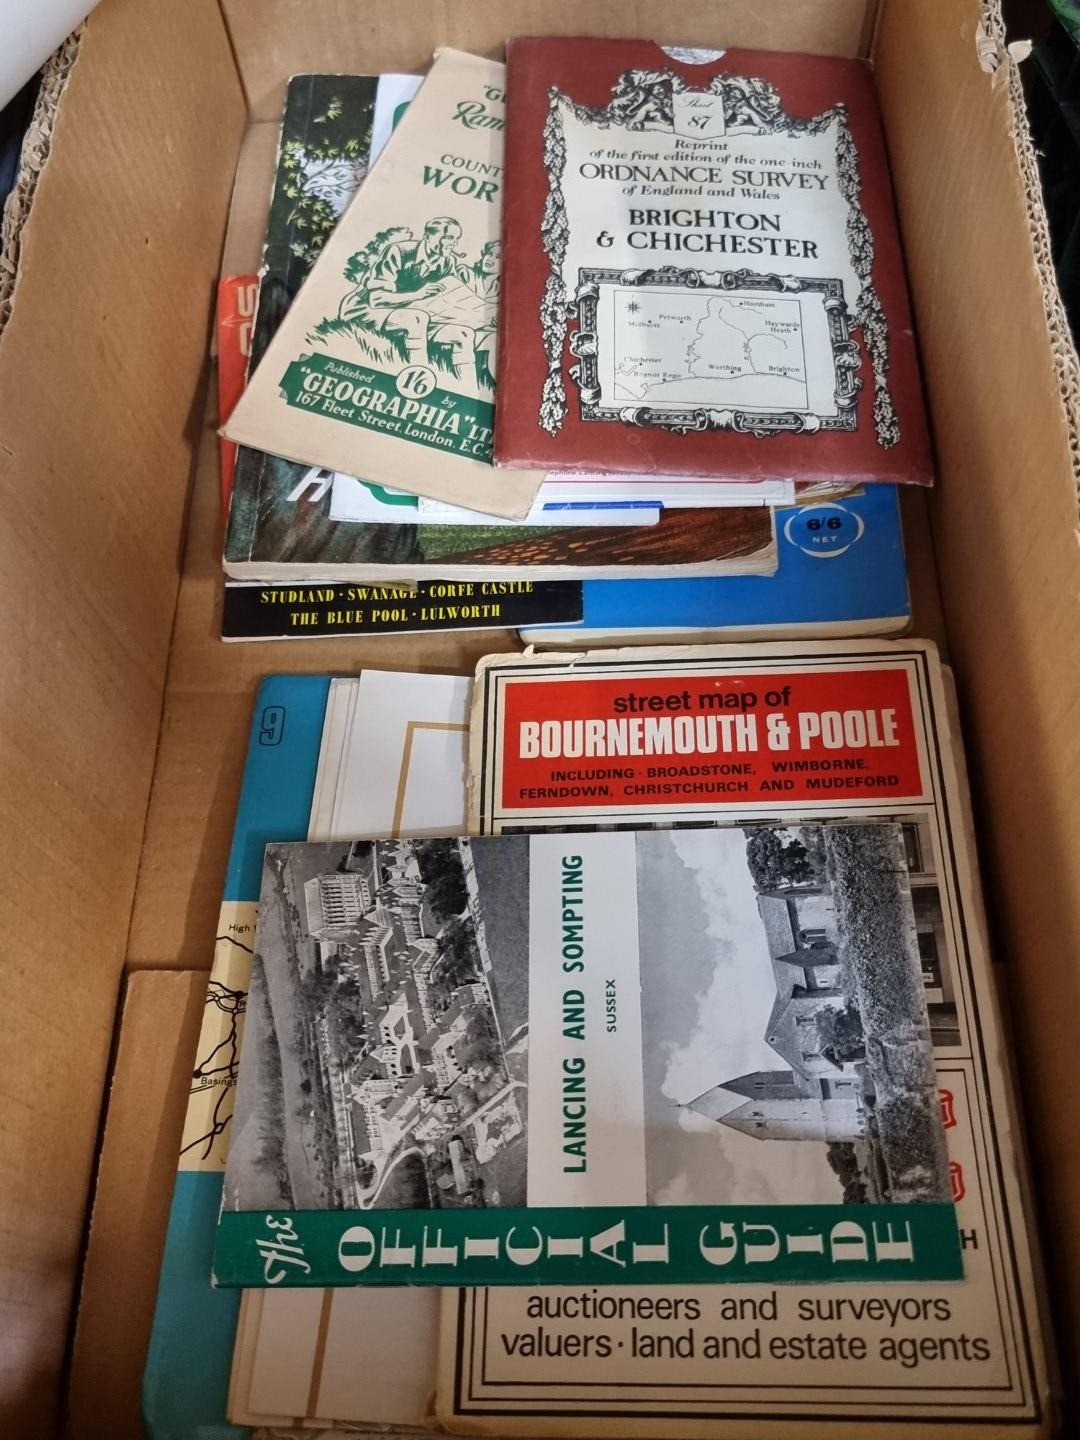 Sheet
87
Reprint
of the first edition of the one-inch
ORDNANCE SURVEY
of England and Wales
BRIGHTON
& CHICHESTER
Horsham
Petworth
Midhurst
Haywards
Heath
Chichester
Bognor Regis
Worthing
Brighton
COUNT
WOR
Published
1/6
by
"GEOGRAPHIA" LT
167 Fleet Street, London, E.C.4
6/6
NET
STUDLAND · SWANAGE · CORFE CASTLE
THE BLUE POOL · LULWORTH
9
street map of
BOURNEMOUTH & POOLE
INCLUDING · BROADSTONE, WIMBORNE,
FERNDOWN, CHRISTCHURCH AND MUDEFORD
High
Basings
LANCING AND SOMPTING
SUSSEX
The OFFICIAL GUIDE
H
auctioneers and surveyors
valuers · land and estate agents